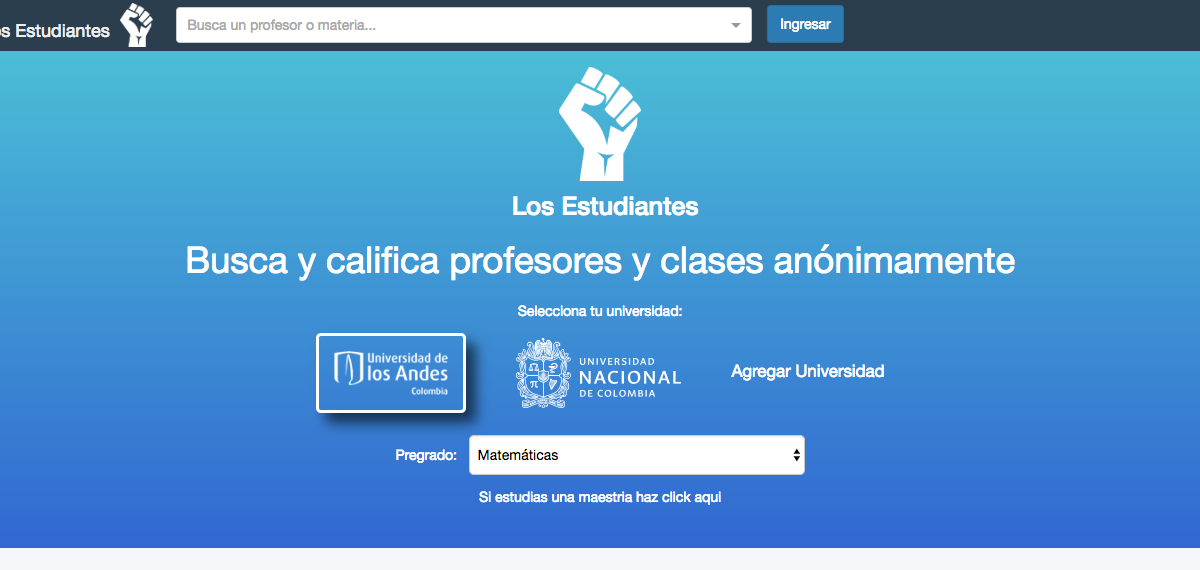 s Estudiantes
Busca un profesor o materia...
Ingresar
Los Estudiantes
Busca y califica profesores y clases anónimamente
Selecciona tu universidad:
Universidad de
los Andes
Colombia
UNIVERSIDAD
NACIONAL
DE COLOMBIA
Agregar Universidad
Pregrado: Matemáticas
Si estudias una maestria haz click aqui